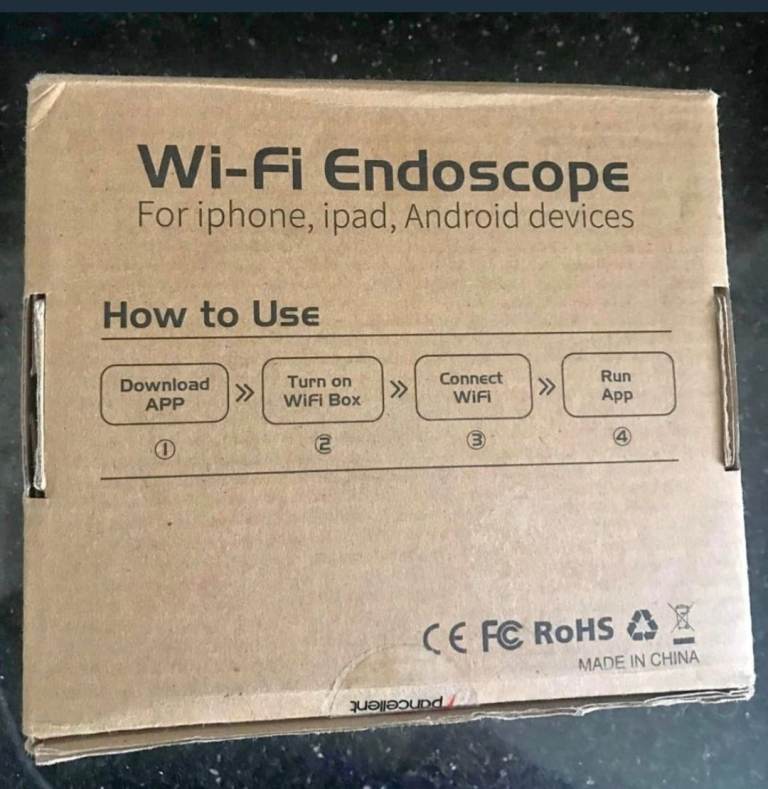 Wi-Fi Endoscope
For iphone, ipad, Android devices
How to Use
Download
APP
»
Turn on
WiFi Box
»
Connect
WiFi
»
Run
App
①
②
③
④
CE FC RoHS
MADE IN CHINA
pancellent